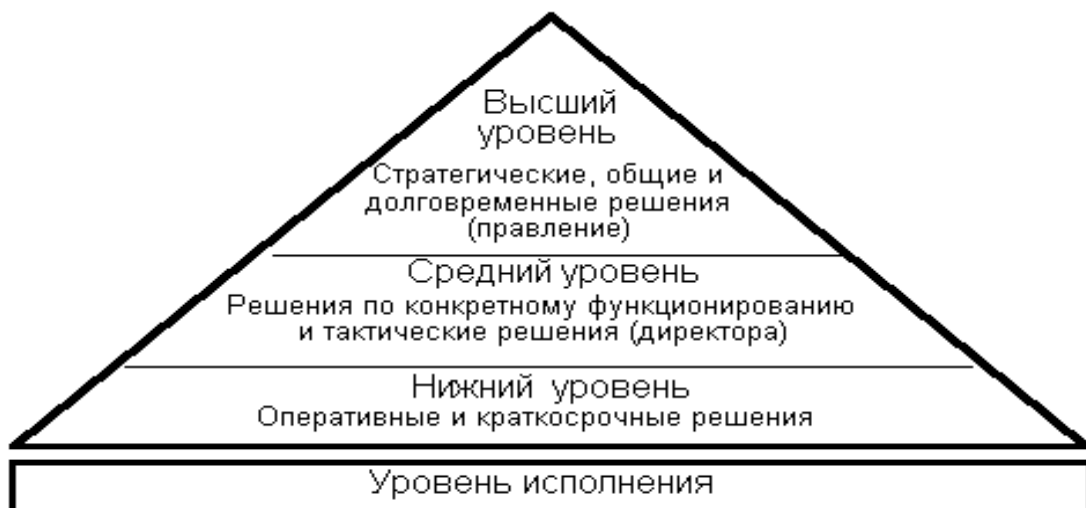 Высший
уровень
Стратегические, общие и
долговременные решения
(правление)
Средний уровень
Решения по конкретному функционированию
и тактические решения (директора)
Нижний уровень
Оперативные и краткосрочные решения
Уровень исполнения